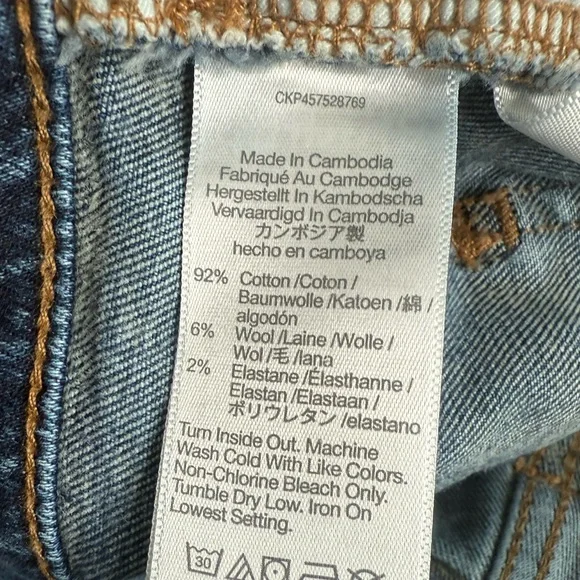 CKP457528769
Made In Cambodia
Fabriqué Au Cambodge
Hergestellt In Kambodscha
Vervaardigd In Cambodja
カンボジア製
hecho en camboya
92% Cotton /Coton /
Baumwolle /Katoen /綿 /
algodón
6% Wool /Laine /Wolle /
Wol /毛 /lana
2% Elastane /Élasthanne /
Elastan /Elastaan /
ポリウレタン /elastano
Turn Inside Out. Machine
Wash Cold With Like Colors.
Non-Chlorine Bleach Only.
Tumble Dry Low. Iron On
Lowest Setting.
30